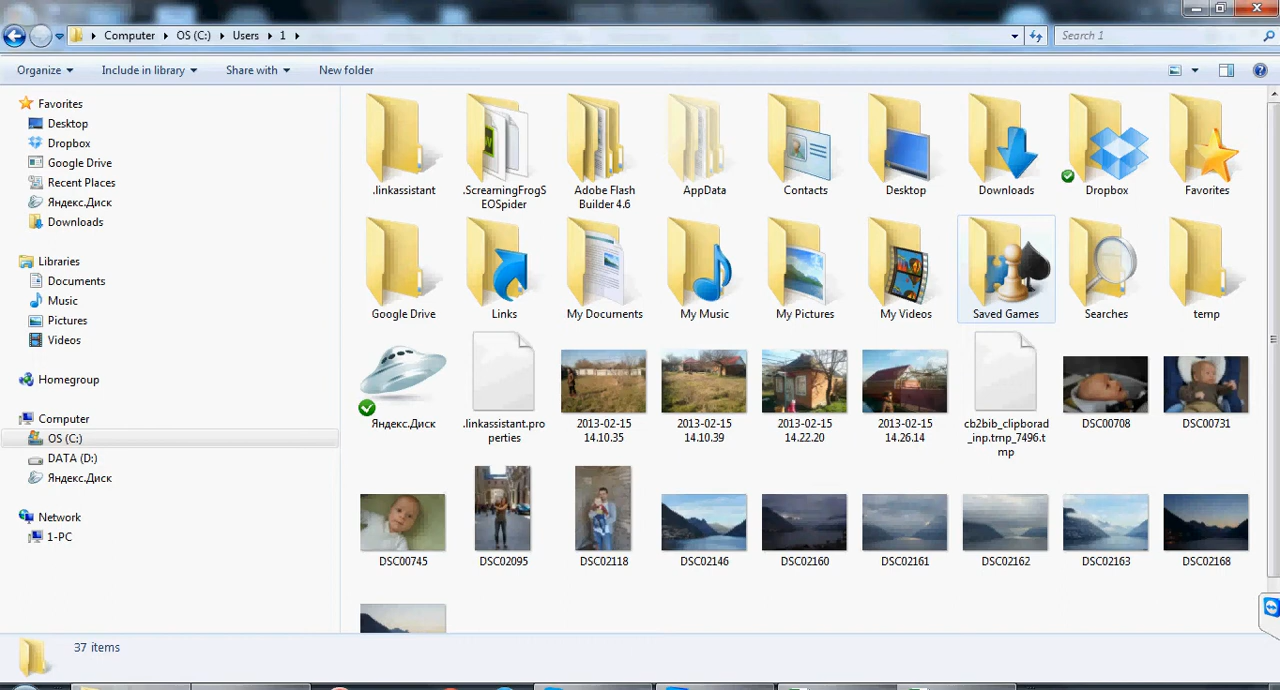 Computer
OS (C:)
Users
1
Search 1
Organize
Include in library
Share with
New folder
Favorites
Desktop
Dropbox
Google Drive
Recent Places
Яндекс.Диск
Downloads
Libraries
Documents
Music
Pictures
Videos
Homegroup
Computer
OS (C:)
DATA (D:)
Яндекс.Диск
Network
1-PC
.linkassistant
.ScreamingFrogS
EOSpider
Adobe Flash
Builder 4.6
AppData
Contacts
Desktop
Downloads
Dropbox
Favorites
Google Drive
Links
My Documents
My Music
My Pictures
My Videos
Saved Games
Searches
temp
Яндекс.Диск
.linkassistant.pro
perties
2013-02-15
14.10.35
2013-02-15
14.10.39
2013-02-15
14.22.20
2013-02-15
14.26.14
cb2bib_clipborad
_inp.tmp_7496.t
mp
DSC00708
DSC00731
DSC00745
DSC02095
DSC02118
DSC02146
DSC02160
DSC02161
DSC02162
DSC02163
DSC02168
37 items